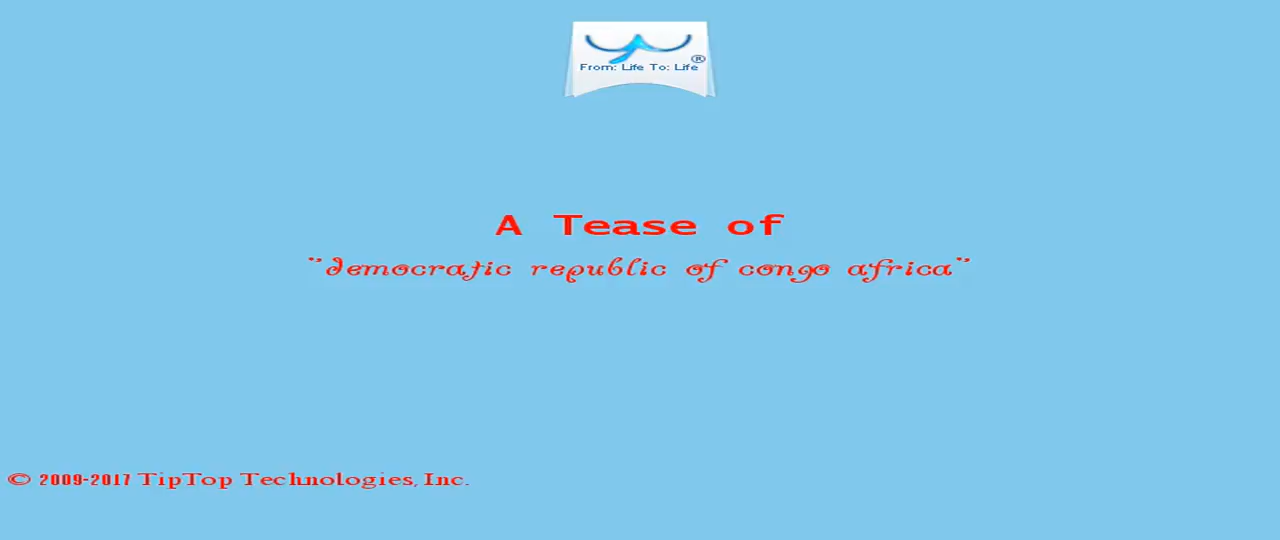 From: Life To: Life ®
A Tease of
"democratic republic of congo africa"
© 2009-2017 TipTop Technologies, Inc.